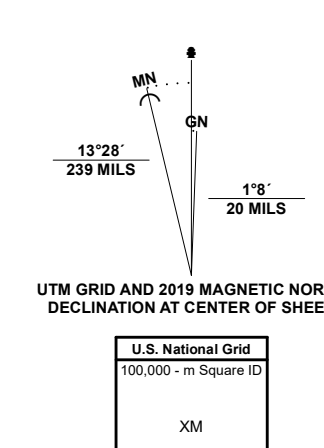 MN
GN
13°28´
239 MILS
1°8´
20 MILS
UTM GRID AND 2019 MAGNETIC NOR
DECLINATION AT CENTER OF SHEE
U.S. National Grid
100,000 - m Square ID
XM